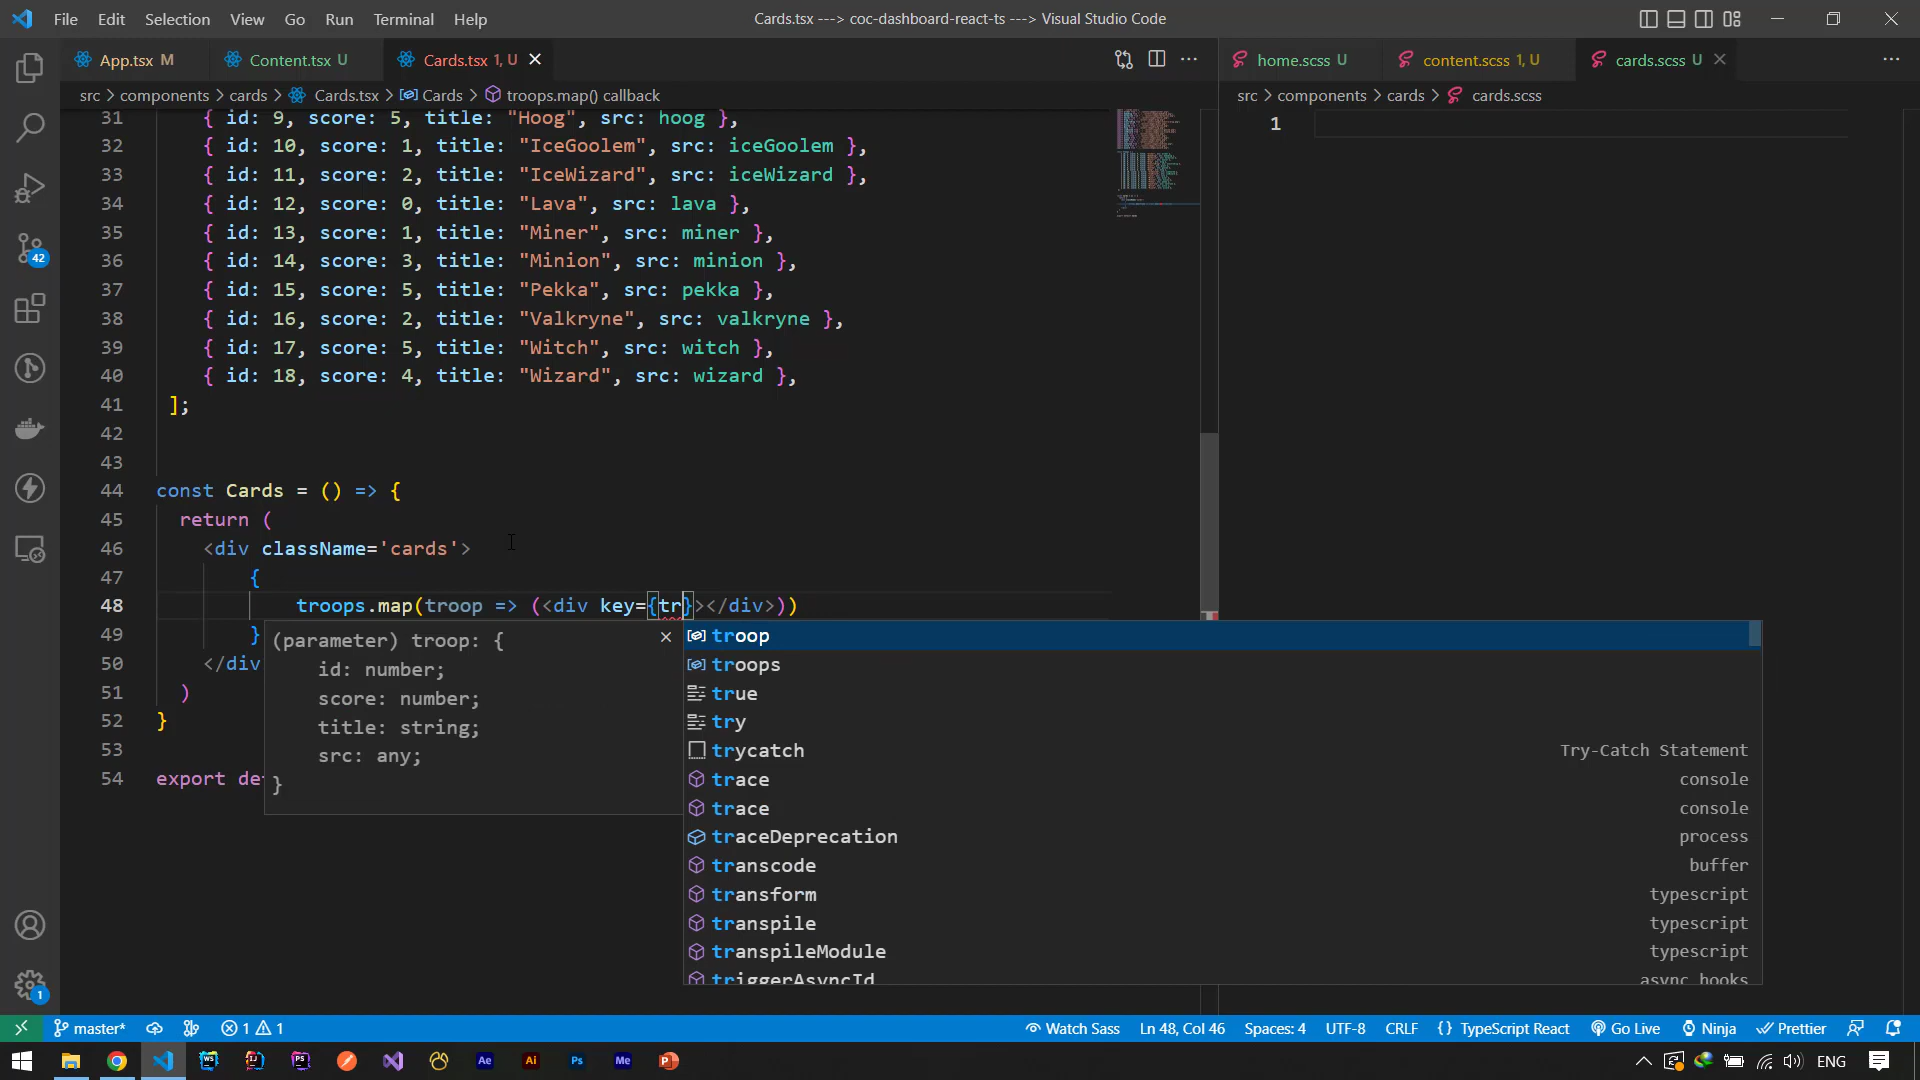 File Edit Selection View Go Run Terminal Help
Cards.tsx ---> coc-dashboard-react-ts ---> Visual Studio Code
App.tsx M
Content.tsx U
Cards.tsx 1, U
home.scss U
content.scss 1, U
cards.scss U
src > components > cards > Cards.tsx > Cards > troops.map() callback
src > components > cards > cards.scss
31 { id: 9, score: 5, title: "Hoog", src: hoog },
32 { id: 10, score: 1, title: "IceGoolem", src: iceGoolem },
33 { id: 11, score: 2, title: "IceWizard", src: iceWizard },
34 { id: 12, score: 0, title: "Lava", src: lava },
35 { id: 13, score: 1, title: "Miner", src: miner },
36 { id: 14, score: 3, title: "Minion", src: minion },
37 { id: 15, score: 5, title: "Pekka", src: pekka },
38 { id: 16, score: 2, title: "Valkryne", src: valkryne },
39 { id: 17, score: 5, title: "Witch", src: witch },
40 { id: 18, score: 4, title: "Wizard", src: wizard },
41 ];
42
43
44 const Cards = () => {
45 return (
46 <div className='cards'>
47 {
48 troops.map(troop => (<div key={tr}></div>))
49 }
50 </div
51 )
52 }
53
54 export de
(parameter) troop: {
id: number;
score: number;
title: string;
src: any;
}
troop
troops
true
try
trycatch Try-Catch Statement
trace console
trace console
traceDeprecation process
transcode buffer
transform typescript
transpile typescript
transpileModule typescript
triggerAsyncId async_hooks
1
42
1
master* 1 1
Watch Sass Ln 48, Col 46 Spaces: 4 UTF-8 CRLF {} TypeScript React Go Live Ninja Prettier
WS IJ PS Ae Ai Ps Me P
ENG